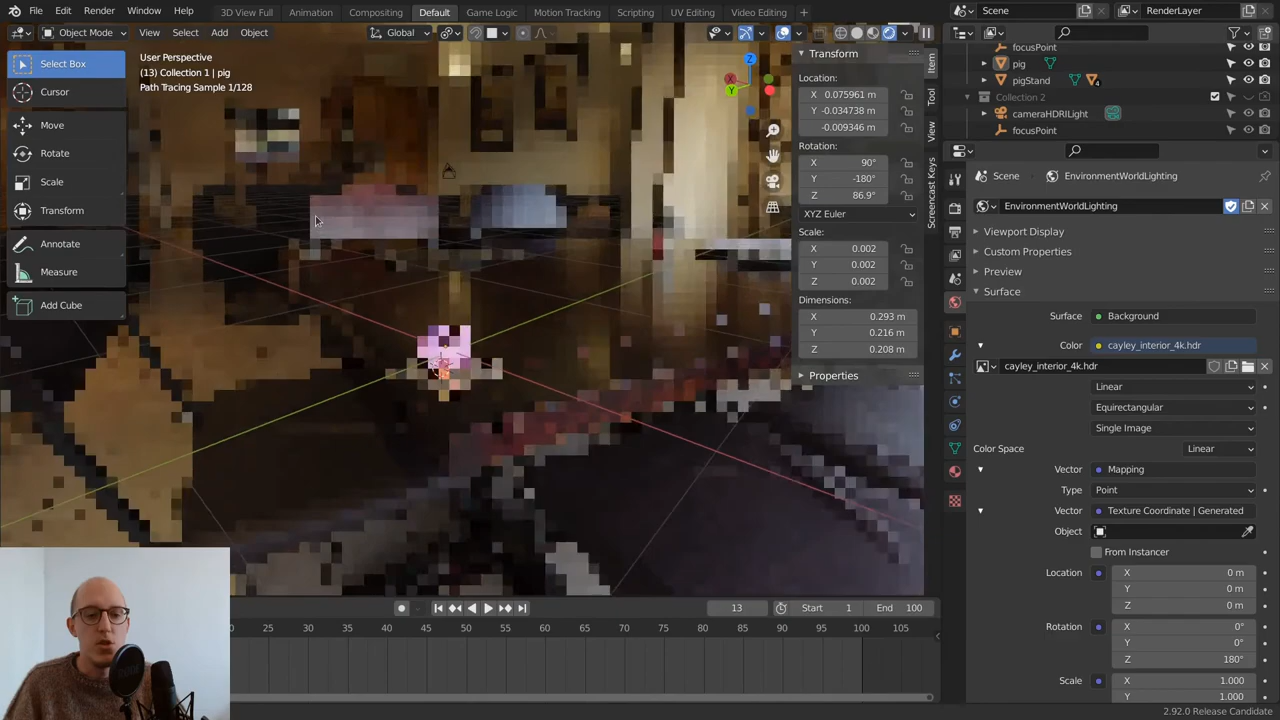 File Edit Render Window Help 3D View Full Animation Compositing Default Game Logic Motion Tracking Scripting UV Editing Video Editing Scene RenderLayer
Object Mode View Select Add Object Global
Select Box
Cursor
Move
Rotate
Scale
Transform
Annotate
Measure
Add Cube
User Perspective
(13) Collection 1 | pig
Path Tracing Sample 1/128
Z
X
Y
Transform
Location:
X 0.075961 m
Y -0.034738 m
-0.009346 m
Rotation:
X 90°
Y -180°
Z 86.9°
XYZ Euler
Scale:
X 0.002
Y 0.002
Z 0.002
Dimensions:
X 0.293 m
Y 0.216 m
Z 0.208 m
Properties
Item
Tool
View
Screencast Keys
focusPoint
pig
pigStand 4
Collection 2
cameraHDRILight
focusPoint
Scene EnvironmentWorldLighting
EnvironmentWorldLighting
Viewport Display
Custom Properties
Preview
Surface
Surface Background
Color cayley_interior_4k.hdr
cayley_interior_4k.hdr
Linear
Equirectangular
Single Image
Color Space Linear
Vector Mapping
Type Point
Vector Texture Coordinate | Generated
Object
From Instancer
Location X 0 m
Y 0 m
Z 0 m
Rotation X 0°
Y 0°
Z 180°
Scale X 1.000
Y 1.000
13 Start 1 End 100
25 30 35 40 45 50 55 60 65 70 75 80 85 90 95 100 105
2.92.0 Release Candidate